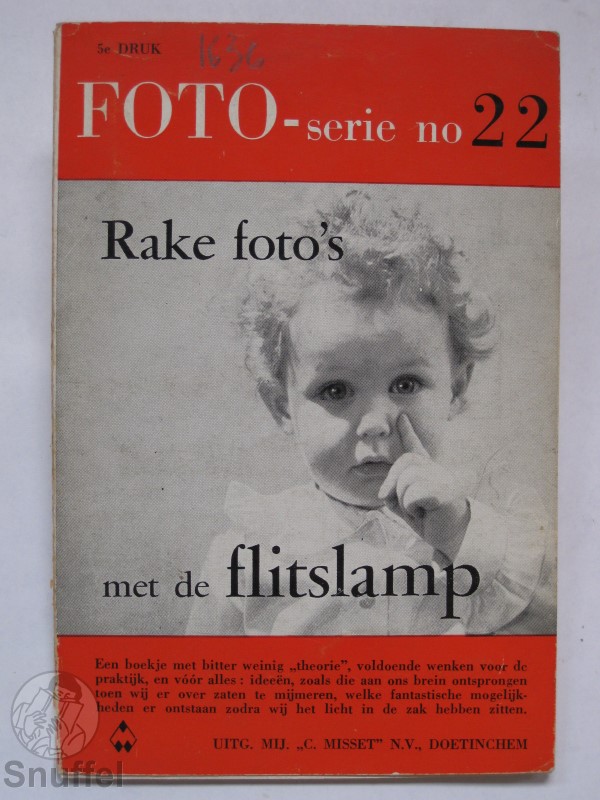 5e DRUK 1636
FOTO-serie no 22
Rake foto's
met de flitslamp
Een boekje met bitter weinig „theorie”, voldoende wenken voor de
praktijk, en vóór alles: ideeën, zoals die aan ons brein ontsprongen
toen wij er over zaten te mijmeren, welke fantastische mogelijk-
heden er ontstaan zodra wij het licht in de zak hebben zitten.
UITG. MIJ. „C. MISSET” N.V., DOETINCHEM
Snuffel